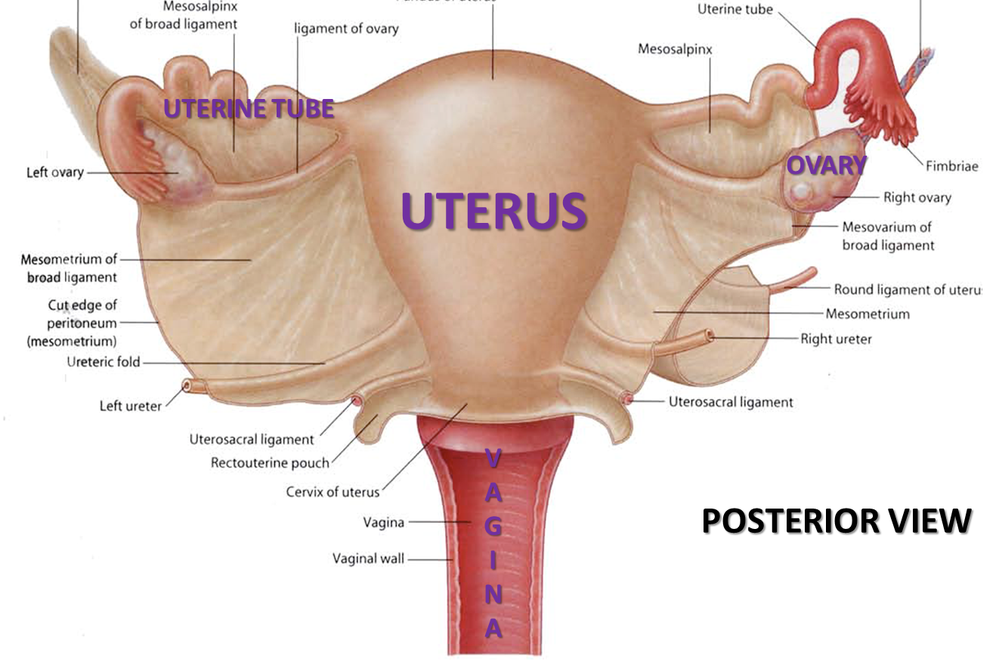 Mesosalpinx
of broad ligament
ligament of ovary
Uterine tube
Mesosalpinx
UTERINE TUBE
Left ovary
OVARY
Fimbriae
Right ovary
UTERUS
Mesovarium of
broad ligament
Mesometrium of
broad ligament
Round ligament of uteru
Cut edge of
peritoneum
(mesometrium)
Mesometrium
Right ureter
Ureteric fold
Left ureter
Uterosacral ligament
Uterosacral ligament
Rectouterine pouch
Cervix of uterus
Vagina
Vaginal wall
V
A
G
I
N
A
POSTERIOR VIEW